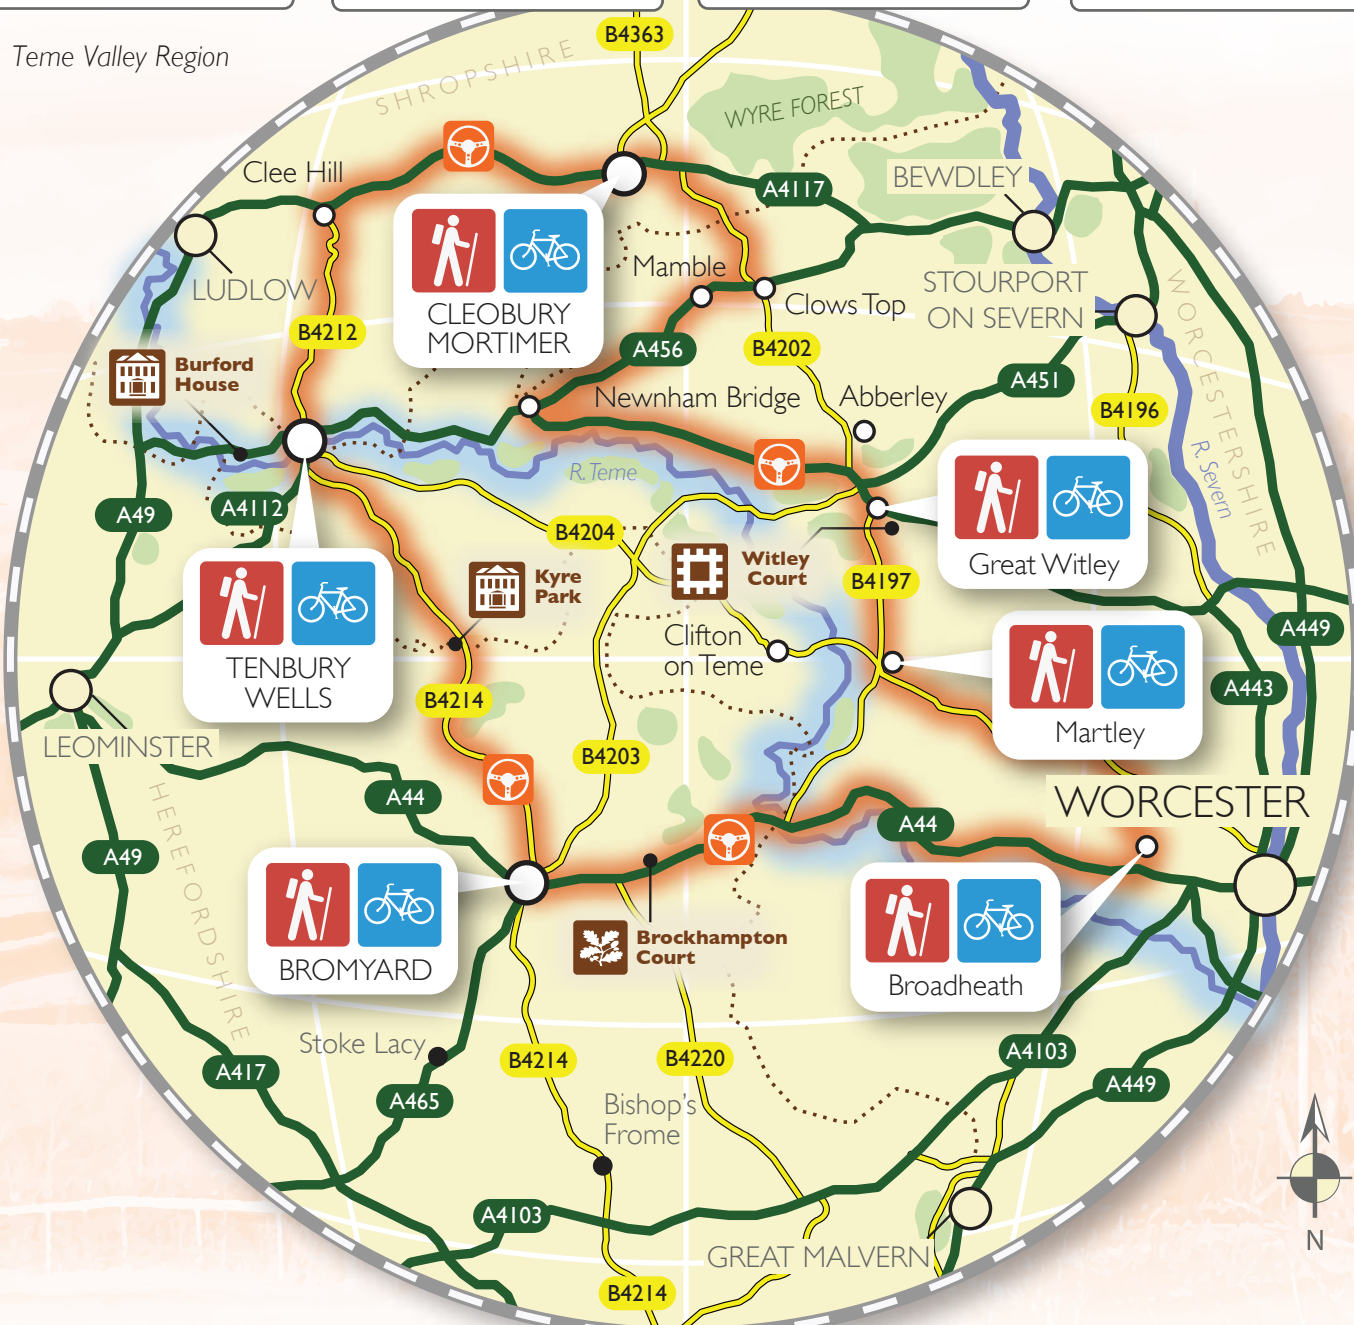 Teme Valley Region
B4363
SHROPSHIRE
WYRE FOREST
Clee Hill
A4117
BEWDLEY
CLEOBURY
MORTIMER
LUDLOW
Mamble
Clows Top
STOURPORT
ON SEVERN
WORCESTERSHIRE
B4212
A456
B4202
A451
Burford
House
Newnham Bridge
Abberley
B4196
R. Teme
R. Severn
A49
A4112
B4204
Witley
Court
Great Witley
Kyre
Park
B4197
TENBURY
WELLS
Clifton
on Teme
A449
B4214
A443
Martley
LEOMINSTER
B4203
HEREFORDSHIRE
A44
A44
WORCESTER
A49
BROMYARD
Brockhampton
Court
Broadheath
Stoke Lacy
B4214
B4220
A4103
A417
A465
A449
Bishop's
Frome
A4103
GREAT MALVERN
N
B4214